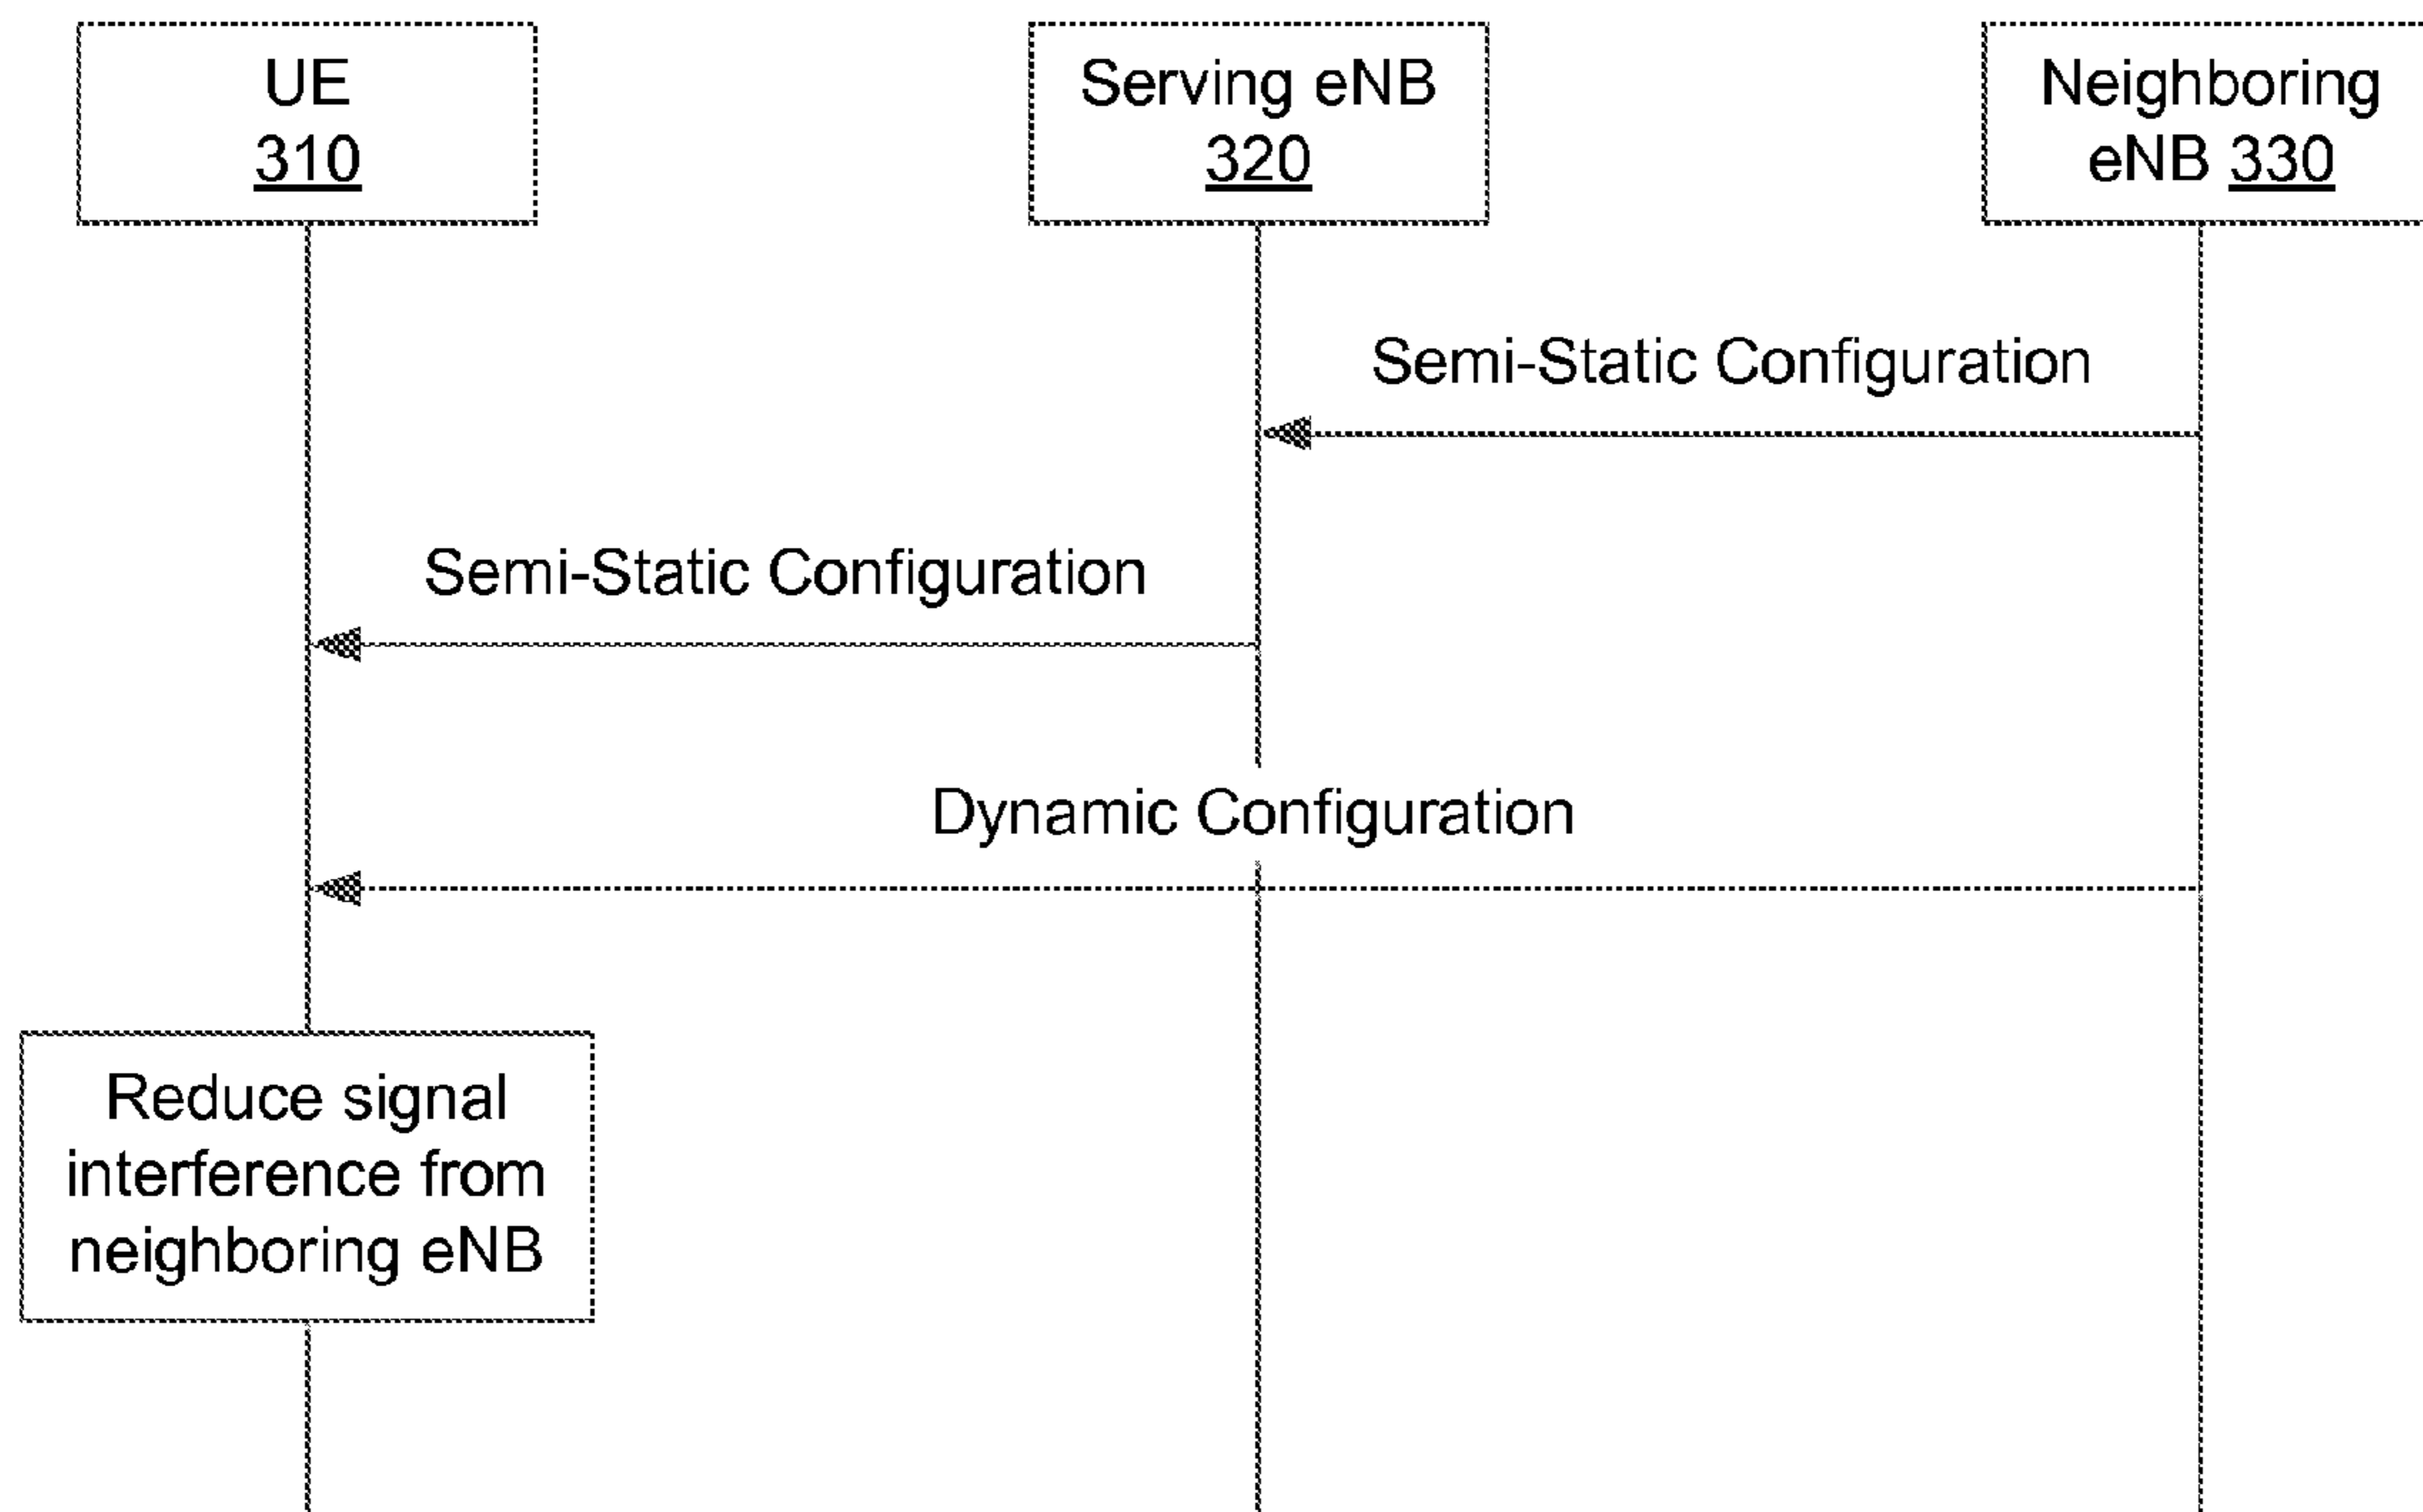 UE
310
Serving eNB
320
Neighboring
eNB 330
Semi-Static Configuration
Semi-Static Configuration
Dynamic Configuration
Reduce signal
interference from
neighboring eNB